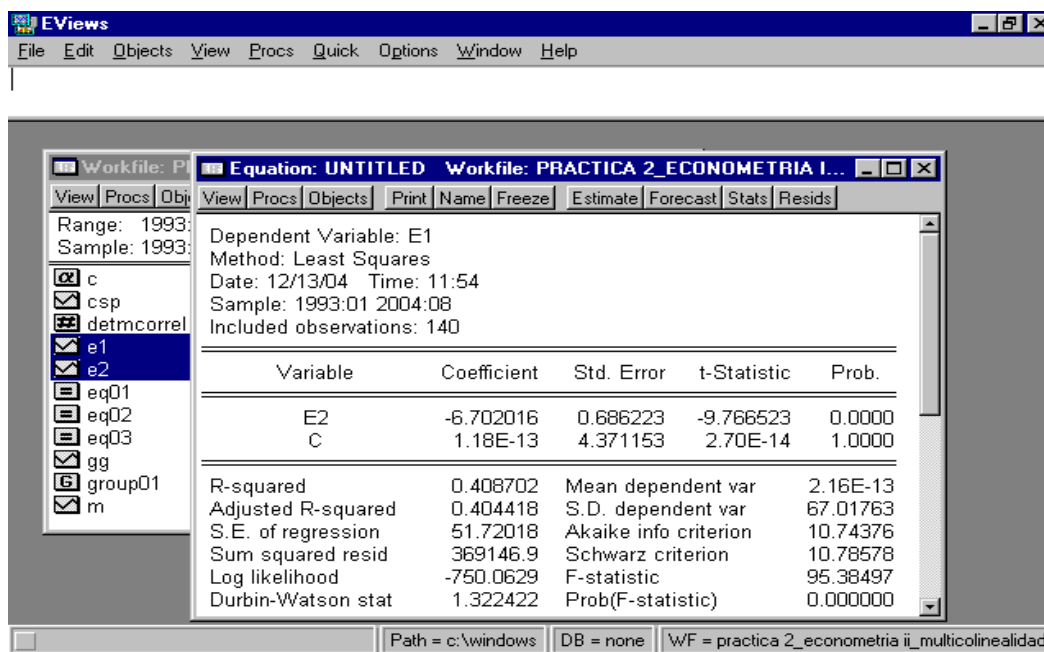 EViews
File Edit Objects View Procs Quick Options Window Help
Workfile: PI
View Procs Obj
Range: 1993:
Sample: 1993:
c
csp
detmcorrel
e1
e2
eq01
eq02
eq03
gg
group01
m
Equation: UNTITLED Workfile: PRACTICA 2_ECONOMETRIA I...
View Procs Objects Print Name Freeze Estimate Forecast Stats Resids
Dependent Variable: E1
Method: Least Squares
Date: 12/13/04 Time: 11:54
Sample: 1993:01 2004:08
Included observations: 140
Variable Coefficient Std. Error t-Statistic Prob.
E2 -6.702016 0.686223 -9.766523 0.0000
C 1.18E-13 4.371153 2.70E-14 1.0000
R-squared 0.408702 Mean dependent var 2.16E-13
Adjusted R-squared 0.404418 S.D. dependent var 67.01763
S.E. of regression 51.72018 Akaike info criterion 10.74376
Sum squared resid 369146.9 Schwarz criterion 10.78578
Log likelihood -750.0629 F-statistic 95.38497
Durbin-Watson stat 1.322422 Prob(F-statistic) 0.000000
Path = c:\windows DB = none WF = practica 2_econometria ii_multicolinealidad